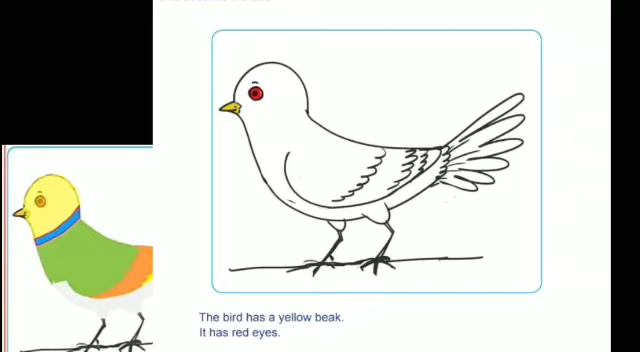 The bird has a yellow beak.
It has red eyes.